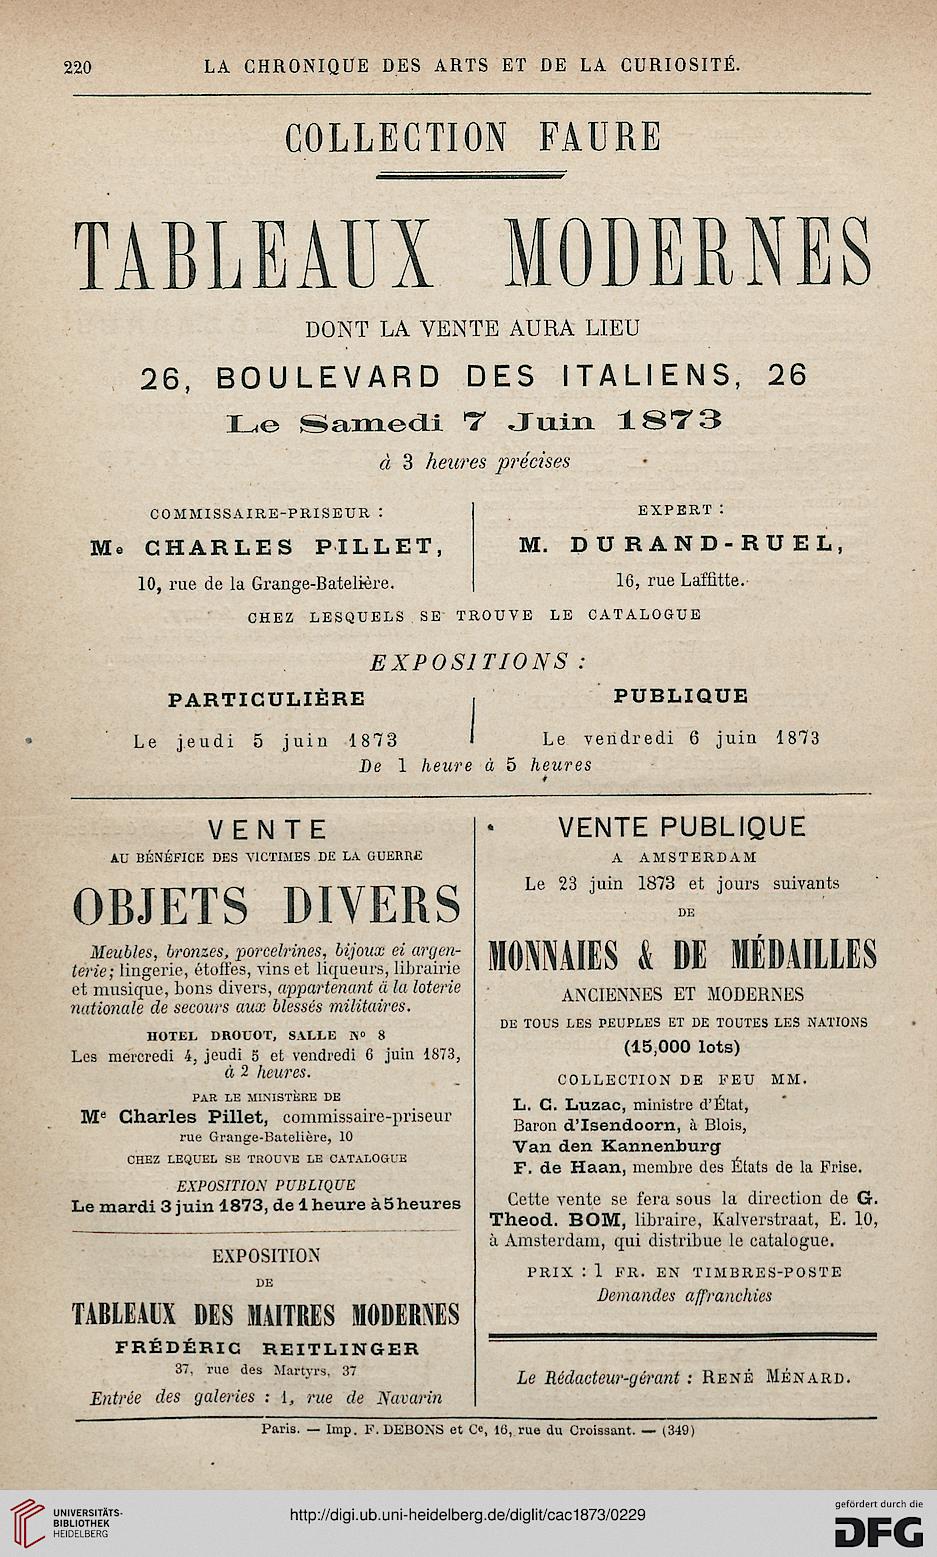 220
LA CHRONIQUE DES ARTS ET DE LA CURIOSITÉ.
COLLECTION FAURE
TABLEAUX MODERNES
DONT LA VENTE AURA LIEU
26, BOULEVARD DES ITALIENS, 26
Le Samedi 7 Juin 1873
à 3 heures précises
COMMISSAIRE-PRISEUR :
Me CHARLES PILLET,
10, rue de la Grange-Batelière.
EXPERT :
M. DURAND-RUEL,
16, rue Laffitte.
CHEZ LESQUELS SE TROUVE LE CATALOGUE
EXPOSITIONS :
PARTICULIÈRE
Le jeudi 5 juin 1873
PUBLIQUE
Le vendredi 6 juin 1873
De 1 heure à 5 heures
VENTE
AU BÉNÉFICE DES VICTIMES DE LA GUERRE
OBJETS DIVERS
Meubles, bronzes, porcelrines, bijoux ei argen-
terie; lingerie, étoffes, vins et liqueurs, librairie
et musique, bons divers, appartenant à la loterie
nationale de secours aux blessés militaires.
HOTEL DROUOT, SALLE No 8
Les mercredi 4, jeudi 5 et vendredi 6 juin 1873,
à 2 heures.
PAR LE MINISTÈRE DE
Me Charles Pillet, commissaire-priseur
rue Grange-Batelière, 10
CHEZ LEQUEL SE TROUVE LE CATALOGUE
EXPOSITION PUBLIQUE
Le mardi 3 juin 1873, de 1 heure à 5 heures
EXPOSITION
DE
TABLEAUX DES MAITRES MODERNES
FRÉDÉRIC REITLINGER
37, rue des Martyrs, 37
Entrée des galeries : 1, rue de Navarin
VENTE PUBLIQUE
A AMSTERDAM
Le 23 juin 1873 et jours suivants
DE
MONNAIES & DE MÉDAILLES
ANCIENNES ET MODERNES
DE TOUS LES PEUPLES ET DE TOUTES LES NATIONS
(15,000 lots)
COLLECTION DE FEU MM.
L. C. Luzac, ministre d'État,
Baron d'Isendoorn, à Blois,
Van den Kannenburg
F. de Haan, membre des États de la Frise.
Cette vente se fera sous la direction de G.
Theod. BOM, libraire, Kalverstraat, E. 10,
à Amsterdam, qui distribue le catalogue.
PRIX : 1 FR. EN TIMBRES-POSTE
Demandes affranchies
Le Rédacteur-gérant : RENÉ MÉNARD.
Paris. — Imp. F. DEBONS et Ce, 16, rue du Croissant. — (349)
UNIVERSITÄTS-
BIBLIOTHEK
HEIDELBERG
http://digi.ub.uni-heidelberg.de/diglit/cac1873/0229
gefördert durch die
DFG